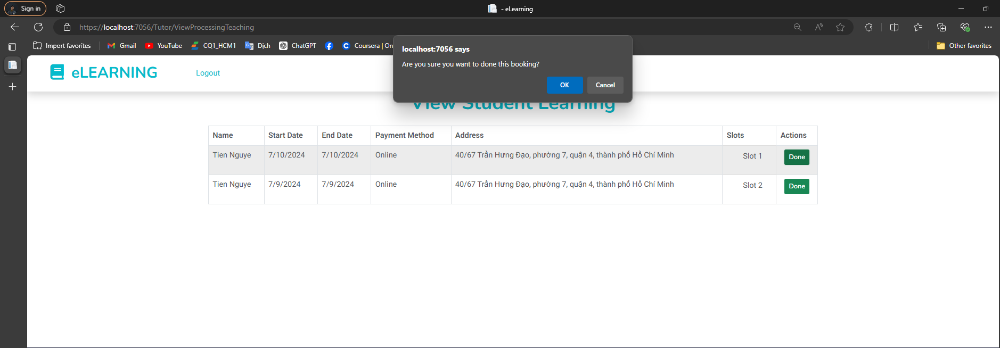 Sign in
- eLearning
https://localhost:7056/Tutor/ViewProcessingTeaching
Import favorites
Gmail
YouTube
CQ1_HCM1
Dịch
ChatGPT
Coursera | On
Other favorites
localhost:7056 says
Are you sure you want to done this booking?
OK
Cancel
eLEARNING
Logout
View Student Learning
Name Start Date End Date Payment Method Address Slots Actions
Tien Nguye 7/10/2024 7/10/2024 Online 40/67 Trần Hưng Đạo, phường 7, quận 4, thành phố Hồ Chí Minh Slot 1 Done
Tien Nguye 7/9/2024 7/9/2024 Online 40/67 Trần Hưng Đạo, phường 7, quận 4, thành phố Hồ Chí Minh Slot 2 Done